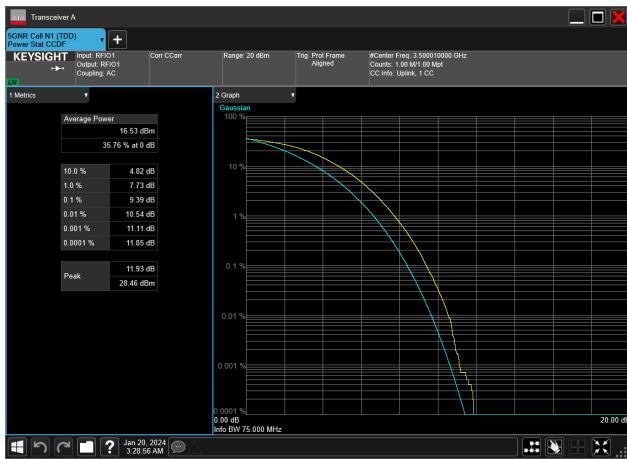 Transceiver A
5GNR Cell N1 (TDD)
Power Stat CCDF
KEYSIGHT
Input: RFIO1
Output: RFIO1
Coupling: AC
Corr CCorr
Range: 20 dBm
Trig: Prot Frame
Aligned
#Center Freq: 3.500010000 GHz
Counts: 1.00 M/1.00 Mpt
CC Info: Uplink, 1 CC
1 Metrics
Average Power
16.53 dBm
35.76 % at 0 dB
10.0 % 4.82 dB
1.0 % 7.73 dB
0.1 % 9.39 dB
0.01 % 10.54 dB
0.001 % 11.11 dB
0.0001 % 11.85 dB
Peak 11.93 dB
28.46 dBm
2 Graph
Gaussian
100 %
10 %
1 %
0.1 %
0.01 %
0.001 %
0.0001 %
0.00 dB
20.00 dB
Info BW 75.000 MHz
Jan 20, 2024
3:28:56 AM